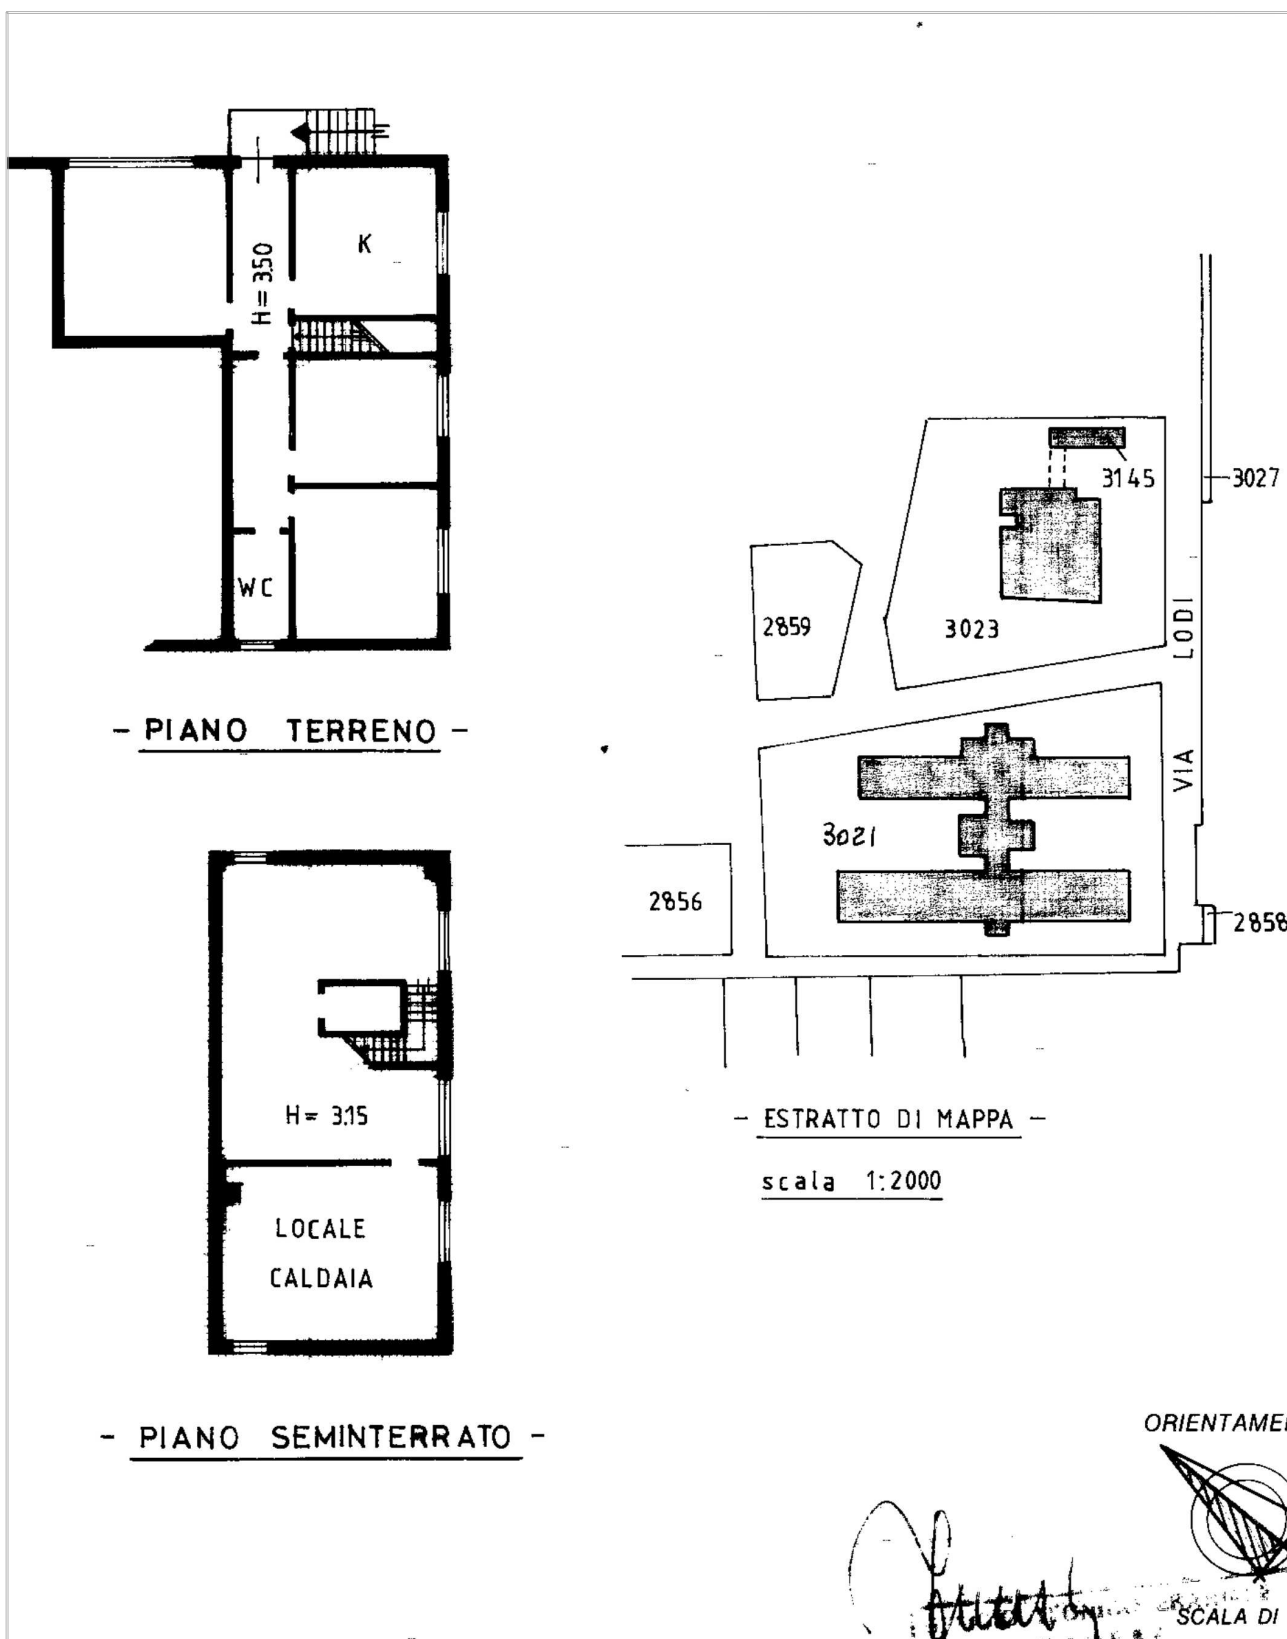 K
H= 3.50
WC
- PIANO TERRENO -
3145
3027
2859
3023
VIA LODI
3021
2856
2858
- ESTRATTO DI MAPPA -
scala 1:2000
H= 3.15
LOCALE
CALDAIA
- PIANO SEMINTERRATO -
ORIENTAME
SCALA DI